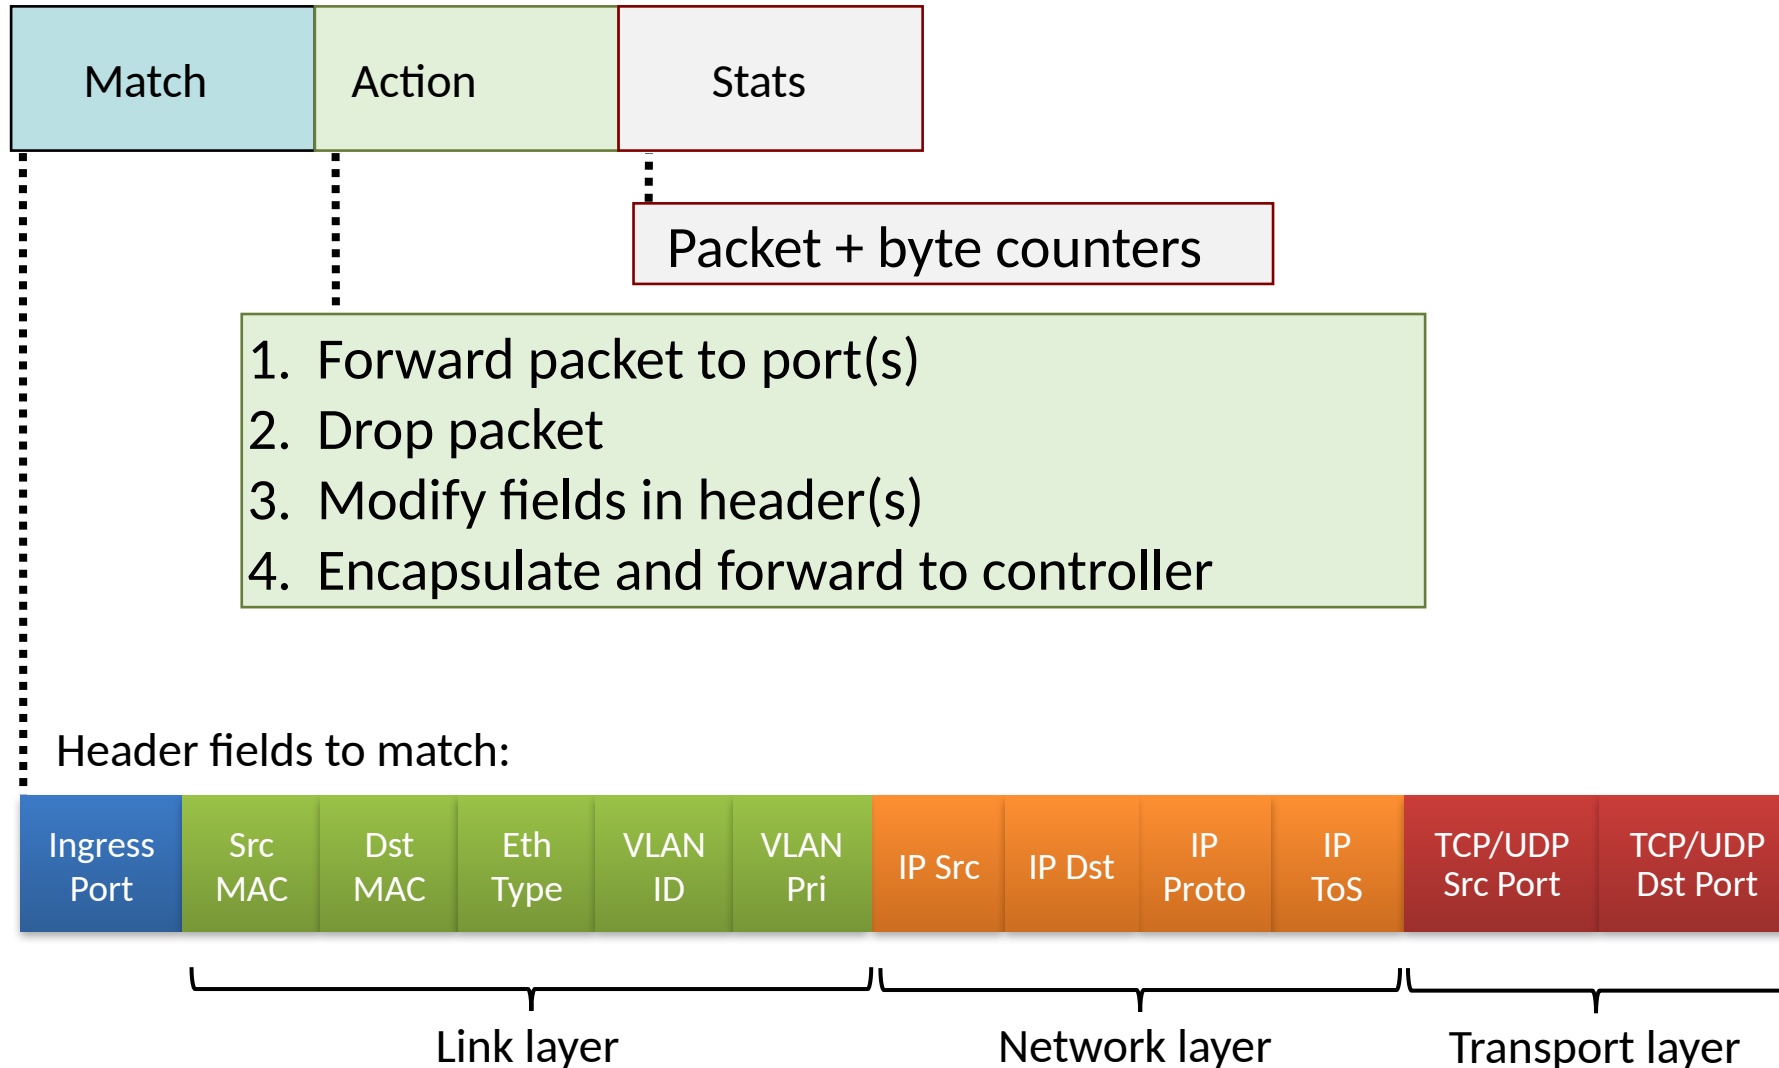 Match
Action
Stats
Packet + byte counters
1. Forward packet to port(s)
2. Drop packet
3. Modify fields in header(s)
4. Encapsulate and forward to controller
Header fields to match:
Ingress
Port
Src
MAC
Dst
MAC
Eth
Type
VLAN
ID
VLAN
Pri
IP Src
IP Dst
IP
Proto
IP
ToS
TCP/UDP
Src Port
TCP/UDP
Dst Port
Link layer
Network layer
Transport layer